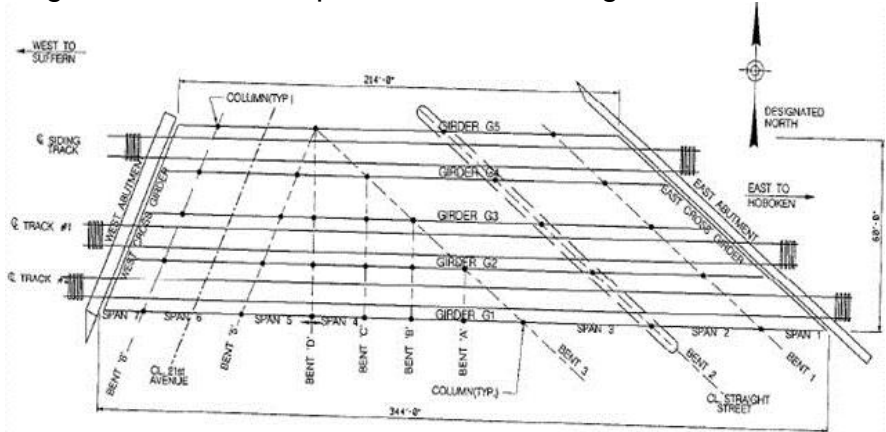 WEST TO
SUFFERN
214'-0"
COLUMN(TYP.)
DESIGNATED
NORTH
GIRDER G5
℄ SIDING
TRACK
WEST ABUTMENT
WEST CROSS GIRDER
GIRDER G4
EAST ABUTMENT
EAST CROSS GIRDER
EAST TO
HOBOKEN
℄ TRACK #1
GIRDER G3
60'-0"
GIRDER G2
℄ TRACK #2
SPAN 7
SPAN 6
SPAN 5
SPAN 4
GIRDER G1
SPAN 3
SPAN 2
SPAN 1
BENT '6'
CL 21st
AVENUE
BENT '5'
BENT 'D'
BENT 'C'
BENT 'B'
BENT 'A'
BENT 3
BENT 2
BENT 1
COLUMN(TYP.)
CL STRAIGHT
STREET
344'-0"